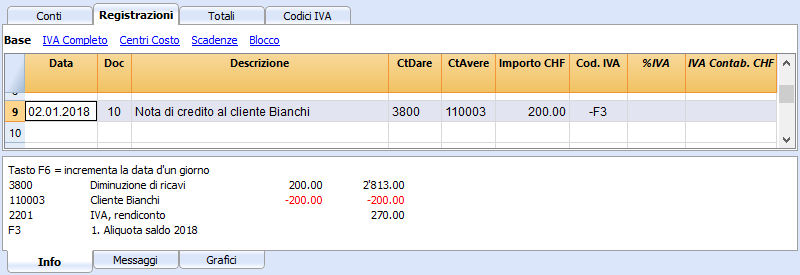 Conti Registrazioni Totali Codici IVA
Base IVA Completo Centri Costo Scadenze Blocco
Data Doc Descrizione CtDare CtAvere Importo CHF Cod. IVA %IVA IVA Contab. CHF
9 02.01.2018 10 Nota di credito al cliente Bianchi 3800 110003 200.00 -F3
10
Tasto F6 = incrementa la data d'un giorno
3800 Diminuzione di ricavi 200.00 2'813.00
110003 Cliente Bianchi -200.00 -200.00
2201 IVA, rendiconto 270.00
F3 1. Aliquota saldo 2018
Info Messaggi Grafici